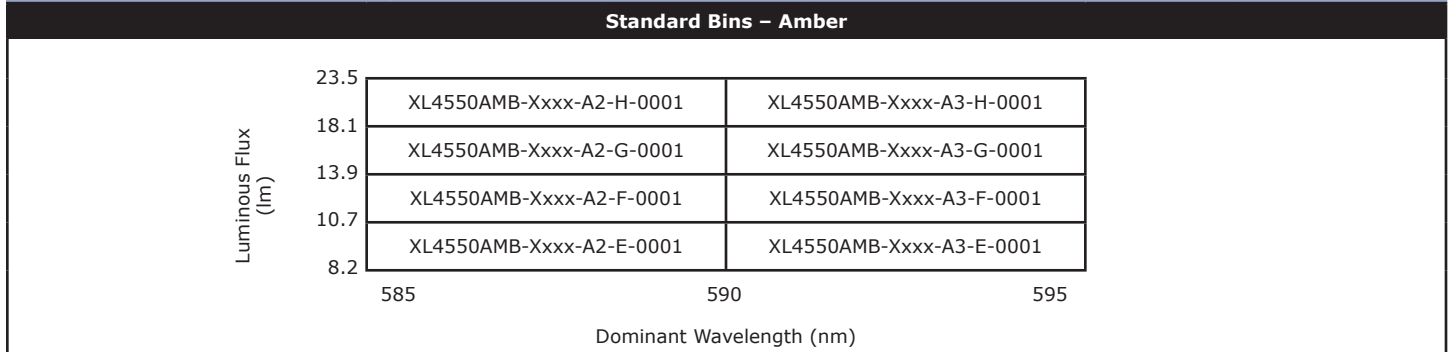 Standard Bins – Amber
23.5
XL4550AMB-Xxxx-A2-H-0001 XL4550AMB-Xxxx-A3-H-0001
18.1
XL4550AMB-Xxxx-A2-G-0001 XL4550AMB-Xxxx-A3-G-0001
13.9
XL4550AMB-Xxxx-A2-F-0001 XL4550AMB-Xxxx-A3-F-0001
10.7
XL4550AMB-Xxxx-A2-E-0001 XL4550AMB-Xxxx-A3-E-0001
8.2
Luminous Flux
(lm)
585 590 595
Dominant Wavelength (nm)